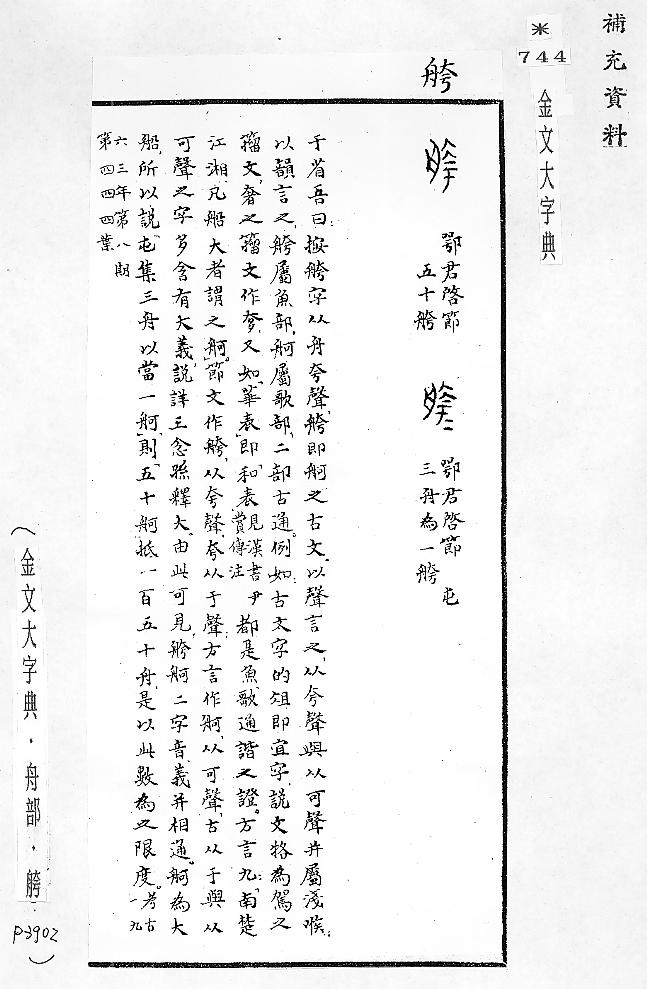 補充資料
※
744
金文大字典
舿
鄂君啓節
五十舿
鄂君啓節 屯
三舟為一舿
于省吾曰：按舿字从舟夸聲，舿即舸之古文。以聲言之，从夸聲與以可聲并屬淺喉；
以韻言之，舿屬魚部，舸屬歌部，二部古通。例如：古文字的俎即宜字，說文㹊為駕之
籀文，奢之籀文作奓，又如「華表」即「和表」見漢書尹賞傳注 都是魚歌通諧之證。方言九：「南楚
江湘，凡船大者謂之舸。」節文作舿，从夸聲，夸从于聲；方言作舸，从可聲，古从于與从
可聲之字多含有大義，說詳王念孫釋大。由此可見，舿舸二字音義并相通。舸為大
船，所以說「屯集三舟以當一舸」，則「五十舸」抵一百五十舟，是以此數為之限度。考古一九
六三年第八期
第四四四葉
（金文大字典·舟部·舿
P.3902）